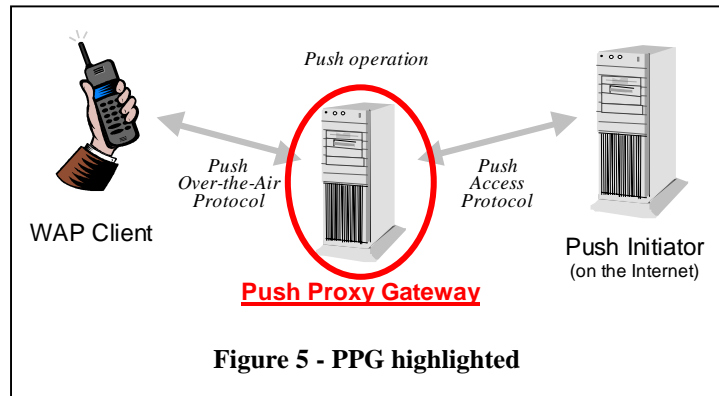 Push operation
Push
Over-the-Air
Protocol
Push
Access
Protocol
WAP Client
Push Initiator
(on the Internet)
Push Proxy Gateway
Figure 5 - PPG highlighted